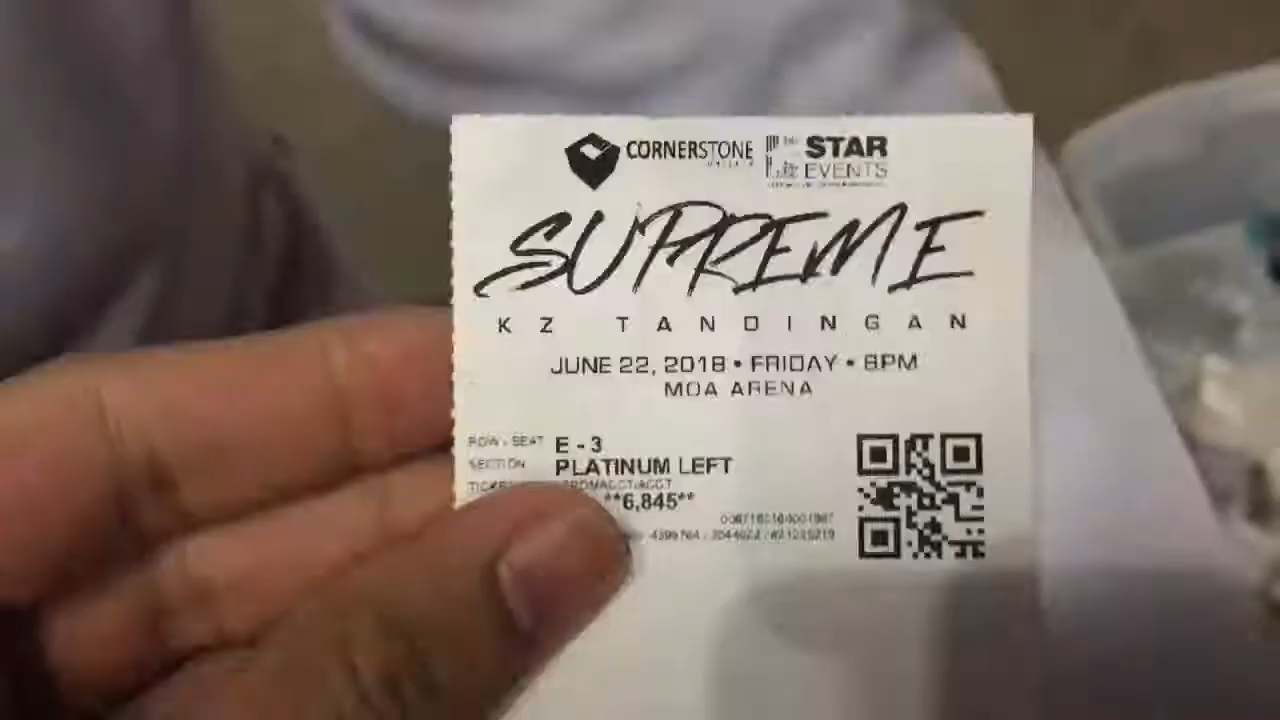 CORNERSTONE
STAR
EVENTS
SUPREME
KZ TANDINGAN
JUNE 22, 2018 • FRIDAY • 8PM
MOA ARENA
ROW - SEAT E - 3
SECTION PLATINUM LEFT
**6,845**